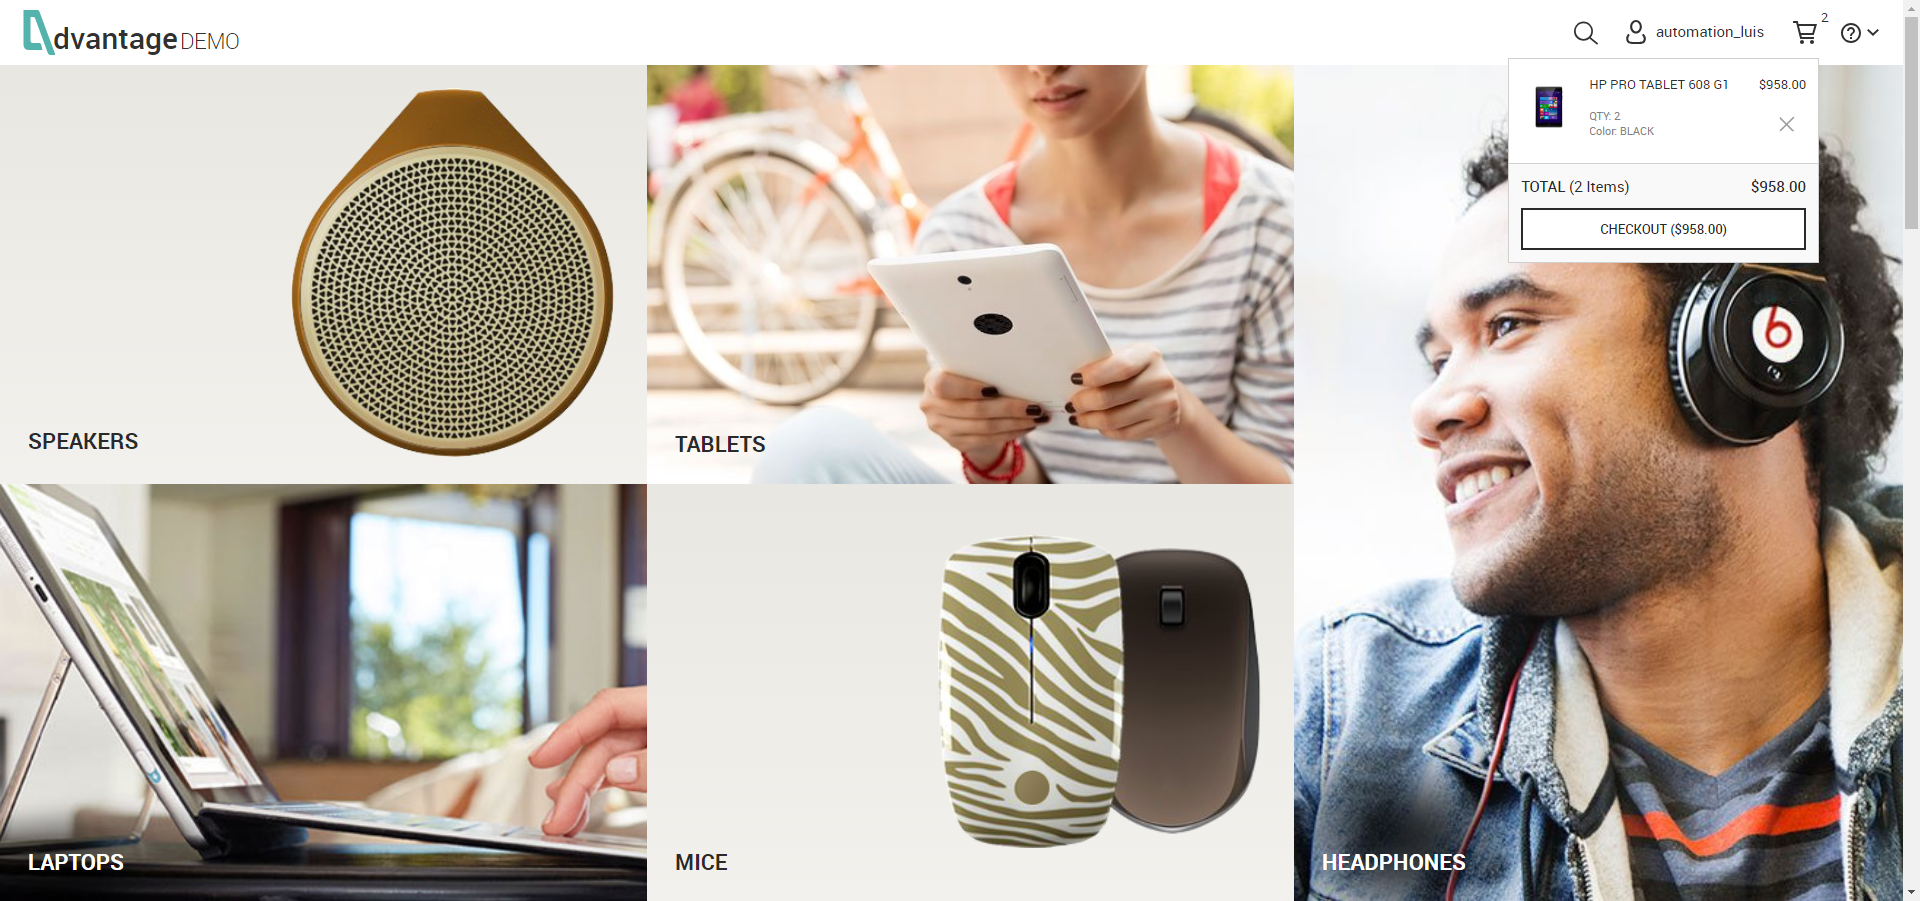 dvantage DEMO
automation_luis
2
HP PRO TABLET 608 G1 $958.00
QTY: 2
Color: BLACK
TOTAL (2 Items) $958.00
CHECKOUT ($958.00)
SPEAKERS
TABLETS
LAPTOPS
MICE
HEADPHONES